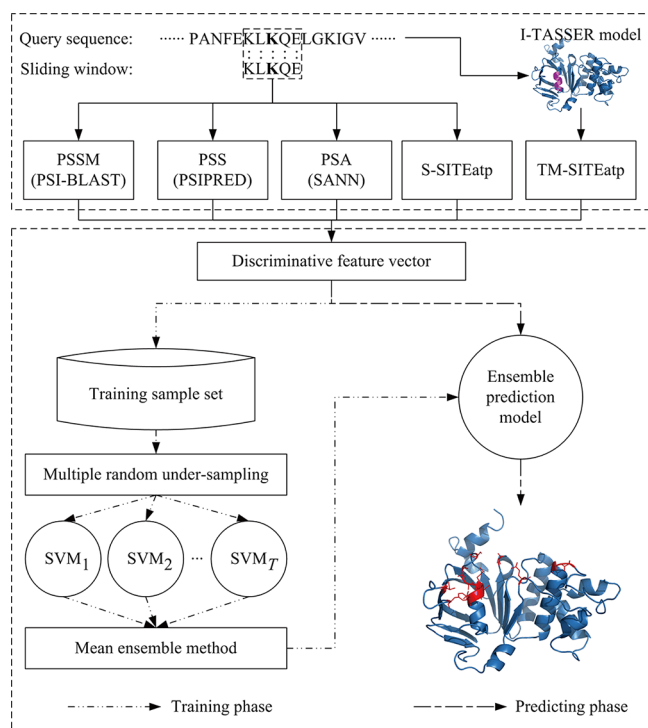 I-TASSER model
Query sequence: ······ PANFEKLKQELGKIGV ······
Sliding window: KLKQE
PSSM
(PSI-BLAST)
PSS
(PSIPRED)
PSA
(SANN)
S-SITEatp
TM-SITEatp
Discriminative feature vector
Training sample set
Ensemble
prediction
model
Multiple random under-sampling
SVM1 SVM2 ··· SVMT
Mean ensemble method
Training phase
Predicting phase